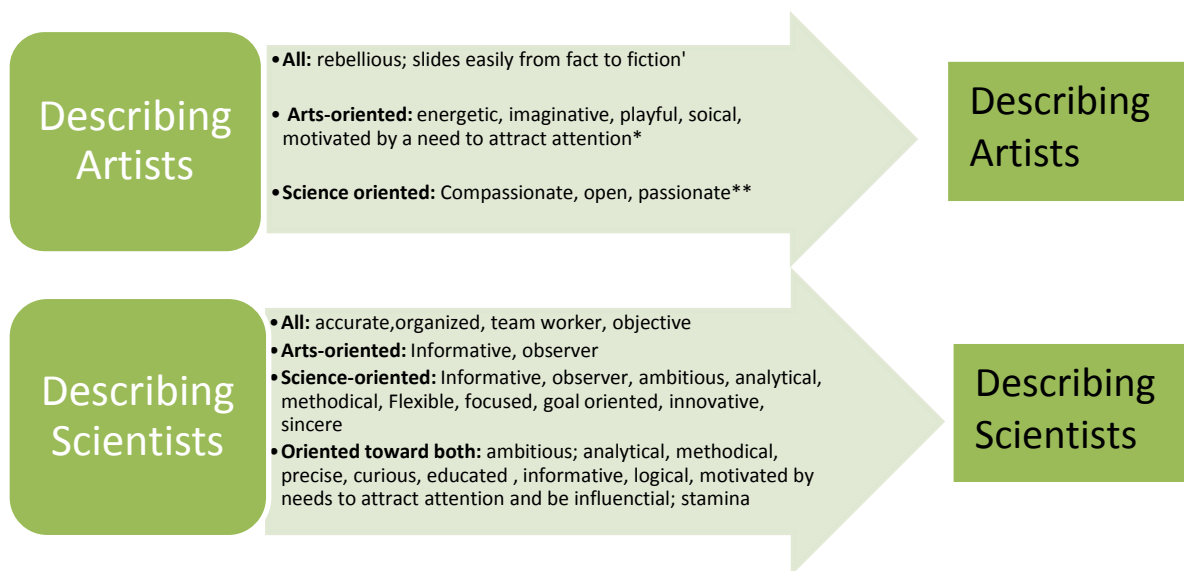 Describing
Artists
•All: rebellious; slides easily from fact to fiction'
• Arts-oriented: energetic, imaginative, playful, soical,
motivated by a need to attract attention*
•Science oriented: Compassionate, open, passionate**
Describing
Artists
Describing
Scientists
•All: accurate,organized, team worker, objective
•Arts-oriented: Informative, observer
•Science-oriented: Informative, observer, ambitious, analytical,
methodical, Flexible, focused, goal oriented, innovative,
sincere
•Oriented toward both: ambitious; analytical, methodical,
precise, curious, educated , informative, logical, motivated by
needs to attract attention and be influenctial; stamina
Describing
Scientists